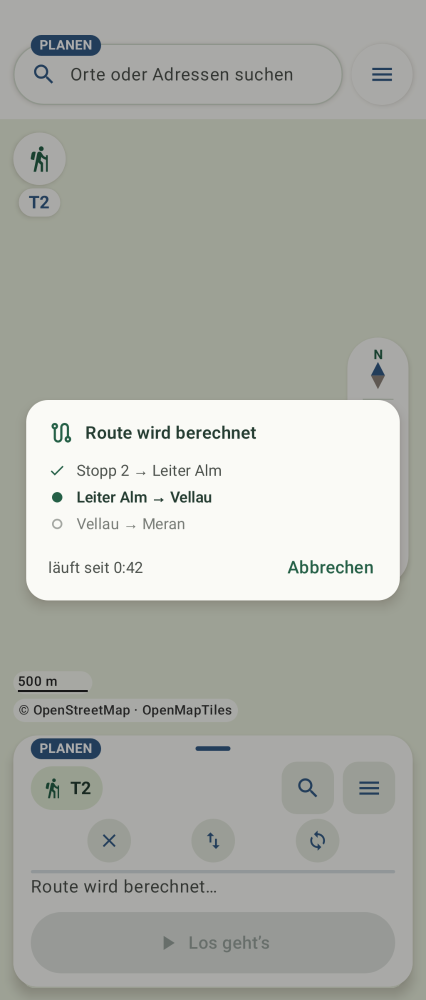 PLANEN
Orte oder Adressen suchen
T2
N
Route wird berechnet
Stopp 2 → Leiter Alm
Leiter Alm → Vellau
Vellau → Meran
läuft seit 0:42
Abbrechen
500 m
© OpenStreetMap · OpenMapTiles
PLANEN
T2
Route wird berechnet…
Los geht's